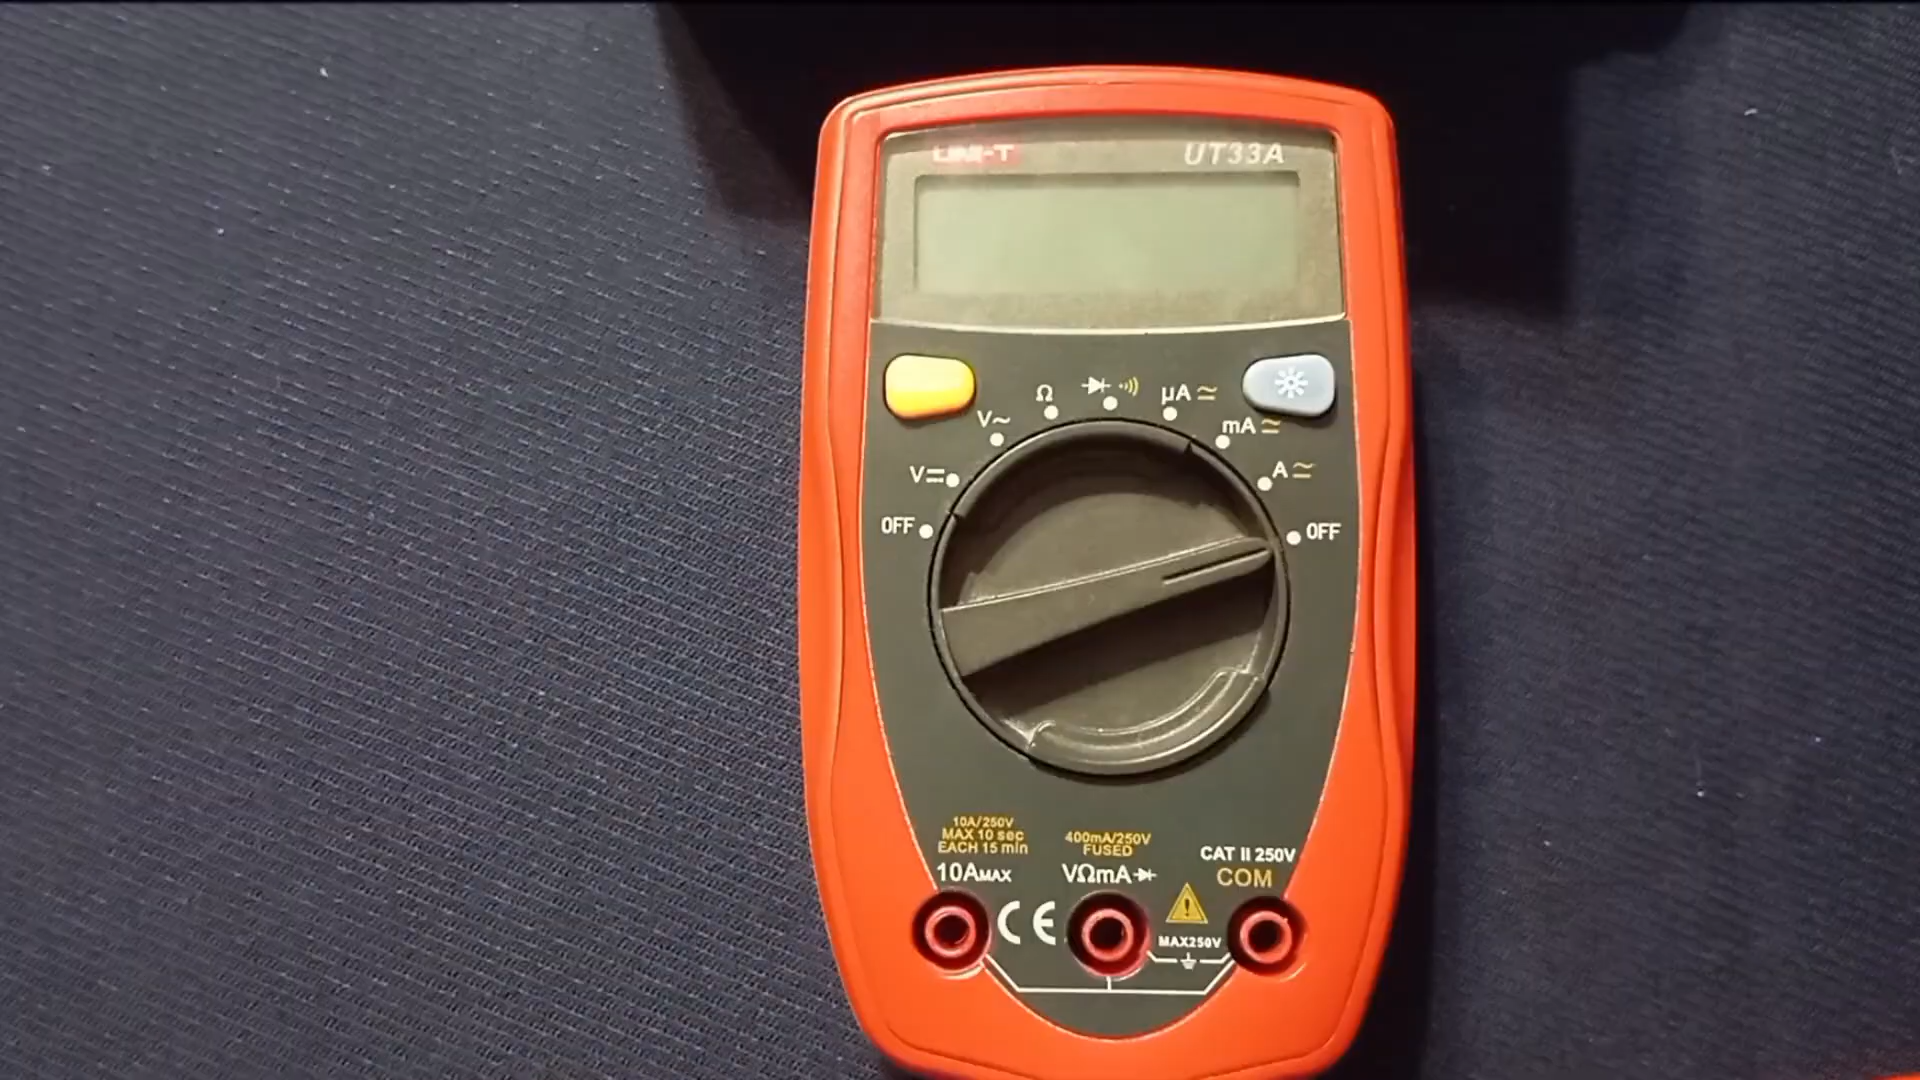 UNI-T UT33A
Ω
µA
V~
mA
V
A
OFF
OFF
10A/250V
MAX 10 sec
EACH 15 min
10AMAX
400mA/250V
FUSED
VΩmA
CAT II 250V
COM
CE
MAX250V